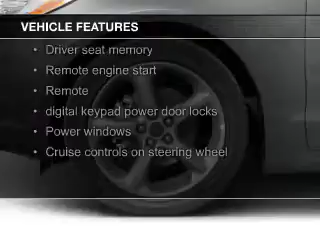 VEHICLE FEATURES
• Driver seat memory
• Remote engine start
• Remote
• digital keypad power door locks
• Power windows
• Cruise controls on steering wheel